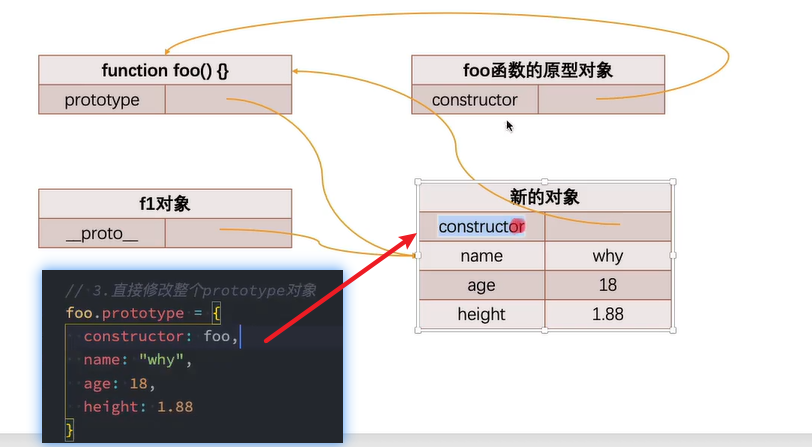 function foo() {}
prototype
foo函数的原型对象
constructor
f1对象
__proto__
新的对象
constructor
name why
age 18
height 1.88
// 3.直接修改整个prototype对象
foo.prototype = {
constructor: foo,
name: "why",
age: 18,
height: 1.88
}